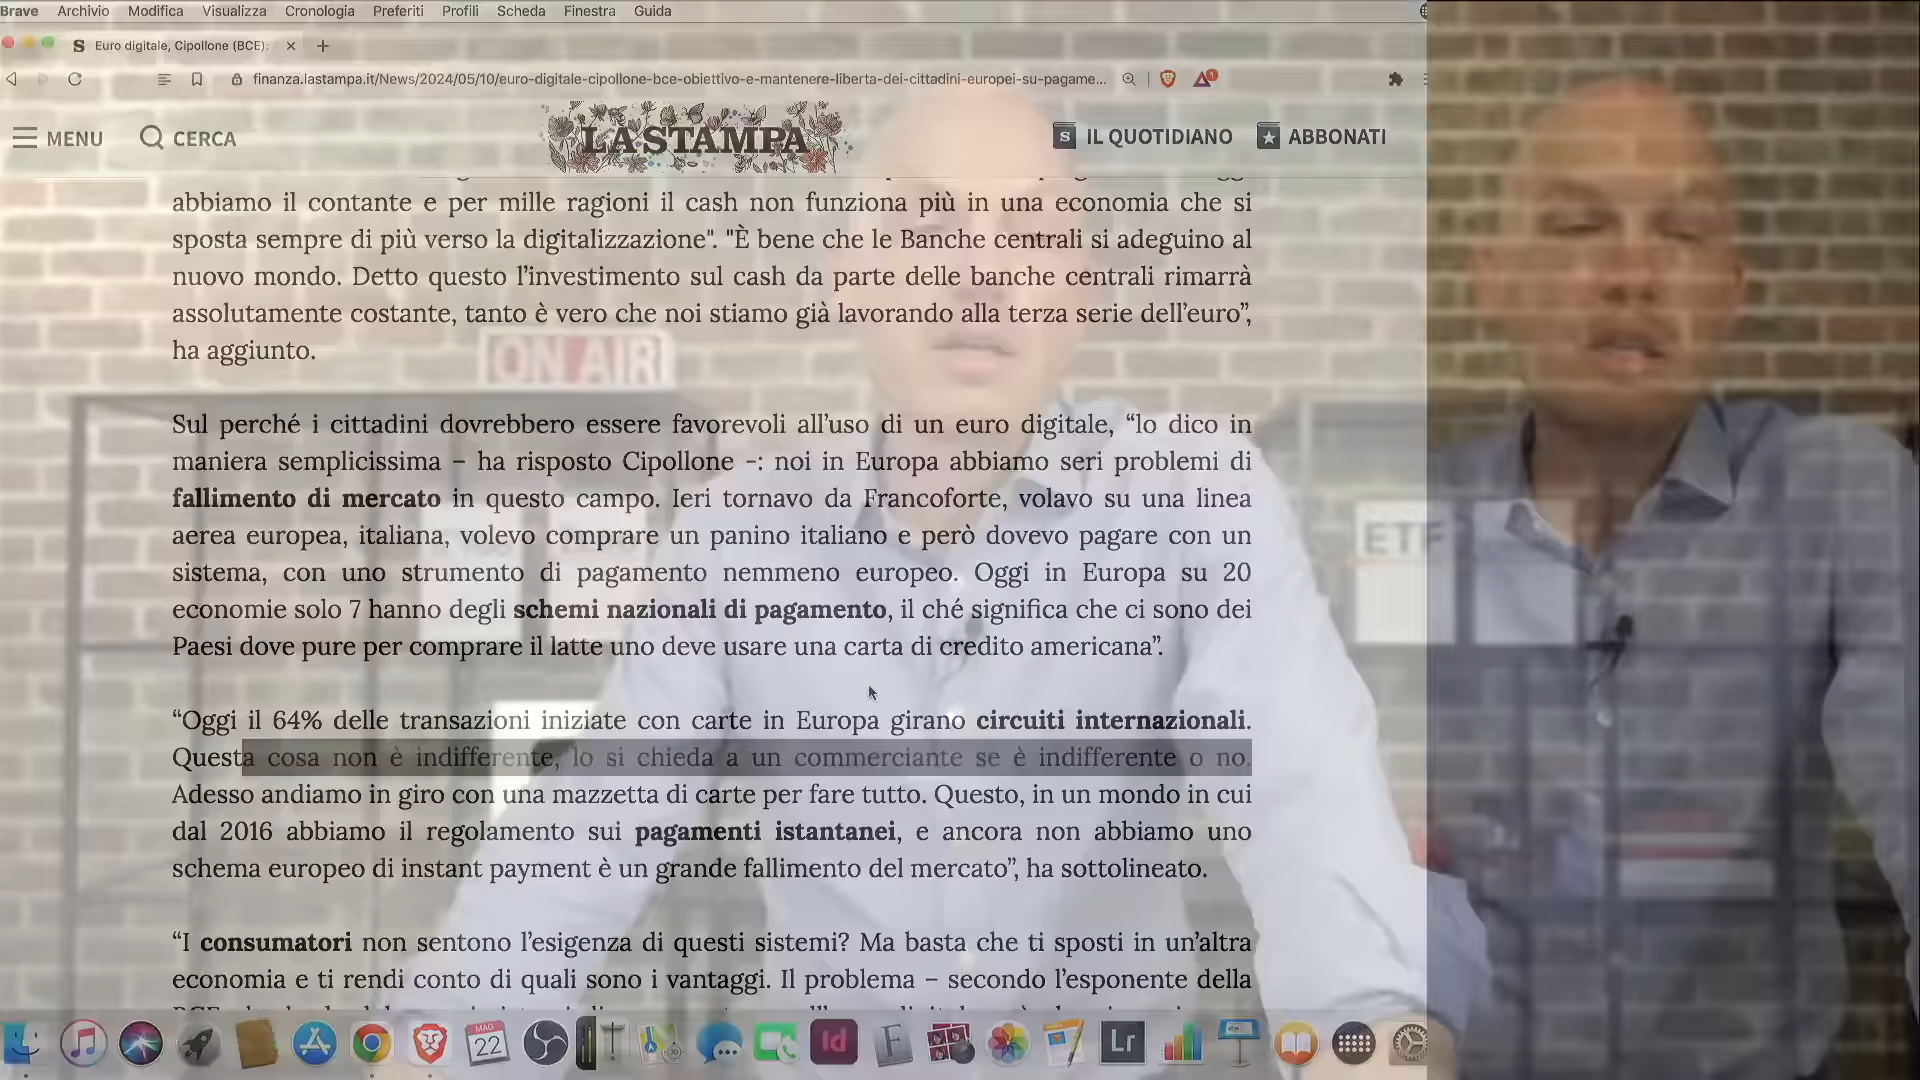 Brave Archivio Modifica Visualizza Cronologia Preferiti Profili Scheda Finestra Guida
S Euro digitale, Cipollone (BCE):
finanza.lastampa.it/News/2024/05/10/euro-digitale-cipollone-bce-obiettivo-e-mantenere-liberta-dei-cittadini-europei-su-pagame...
1
MENU CERCA LA STAMPA S IL QUOTIDIANO ABBONATI
abbiamo il contante e per mille ragioni il cash non funziona più in una economia che si
sposta sempre di più verso la digitalizzazione". "È bene che le Banche centrali si adeguino al
nuovo mondo. Detto questo l’investimento sul cash da parte delle banche centrali rimarrà
assolutamente costante, tanto è vero che noi stiamo già lavorando alla terza serie dell’euro”,
ha aggiunto.
ON AIR
Sul perché i cittadini dovrebbero essere favorevoli all’uso di un euro digitale, “lo dico in
maniera semplicissima – ha risposto Cipollone -: noi in Europa abbiamo seri problemi di
fallimento di mercato in questo campo. Ieri tornavo da Francoforte, volavo su una linea
aerea europea, italiana, volevo comprare un panino italiano e però dovevo pagare con un
ETF
sistema, con uno strumento di pagamento nemmeno europeo. Oggi in Europa su 20
economie solo 7 hanno degli schemi nazionali di pagamento, il ché significa che ci sono dei
Paesi dove pure per comprare il latte uno deve usare una carta di credito americana”.
“Oggi il 64% delle transazioni iniziate con carte in Europa girano circuiti internazionali.
Questa cosa non è indifferente, lo si chieda a un commerciante se è indifferente o no.
Adesso andiamo in giro con una mazzetta di carte per fare tutto. Questo, in un mondo in cui
dal 2016 abbiamo il regolamento sui pagamenti istantanei, e ancora non abbiamo uno
schema europeo di instant payment è un grande fallimento del mercato”, ha sottolineato.
“I consumatori non sentono l’esigenza di questi sistemi? Ma basta che ti sposti in un’altra
economia e ti rendi conto di quali sono i vantaggi. Il problema – secondo l’esponente della
MAG
22
Id
F
Lr